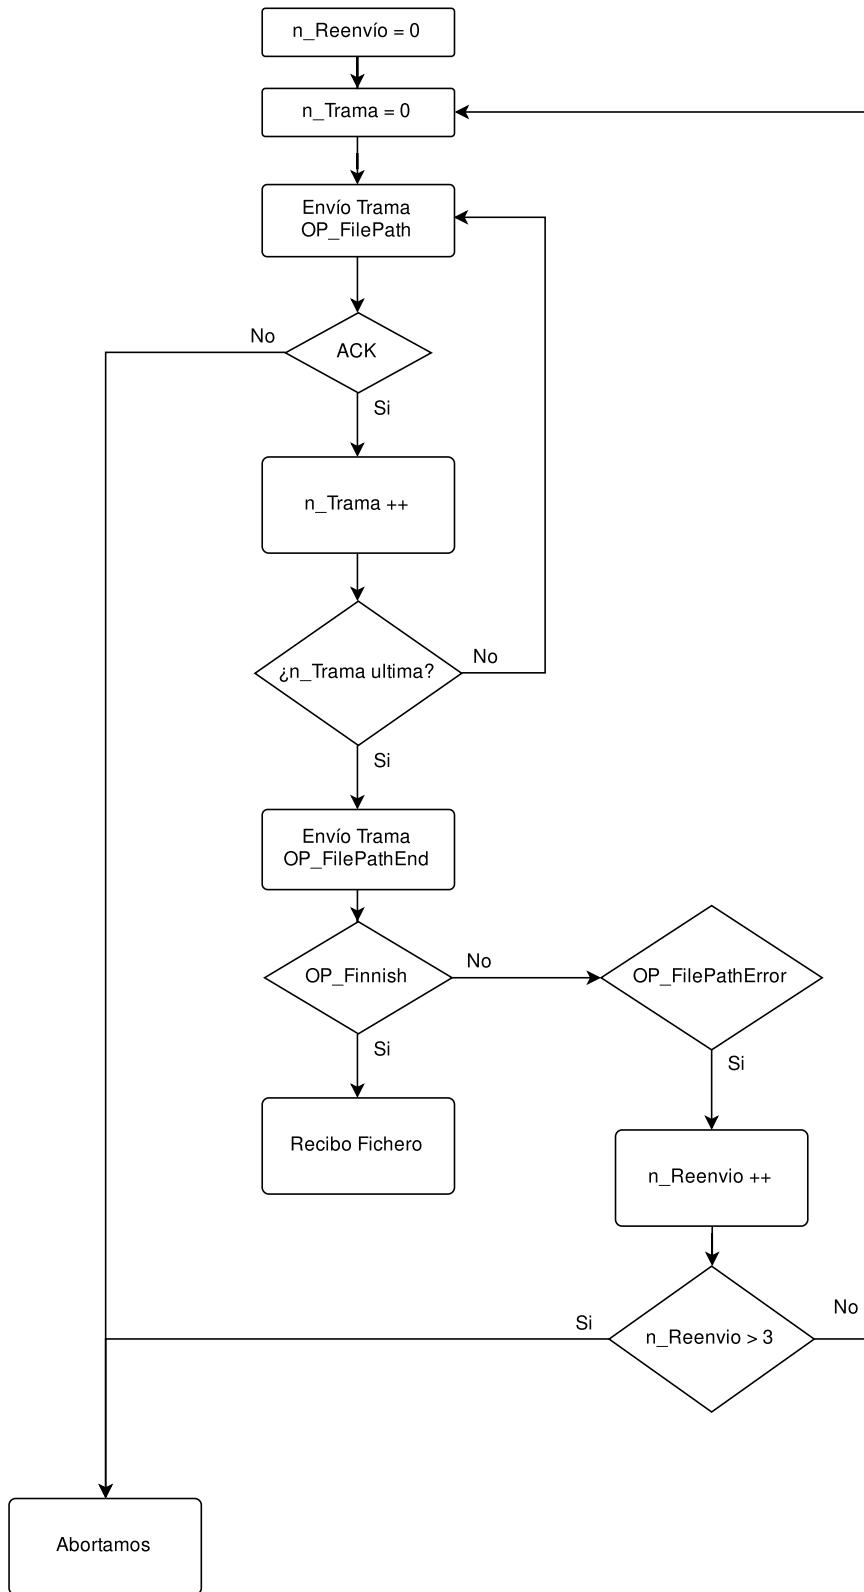 n_Reenvío = 0
n_Trama = 0
Envío Trama
OP_FilePath
No
ACK
Si
n_Trama ++
¿n_Trama ultima?
No
Si
Envío Trama
OP_FilePathEnd
OP_Finnish
No
OP_FilePathError
Si
Si
Recibo Fichero
n_Reenvio ++
No
Si
n_Reenvio > 3
Abortamos